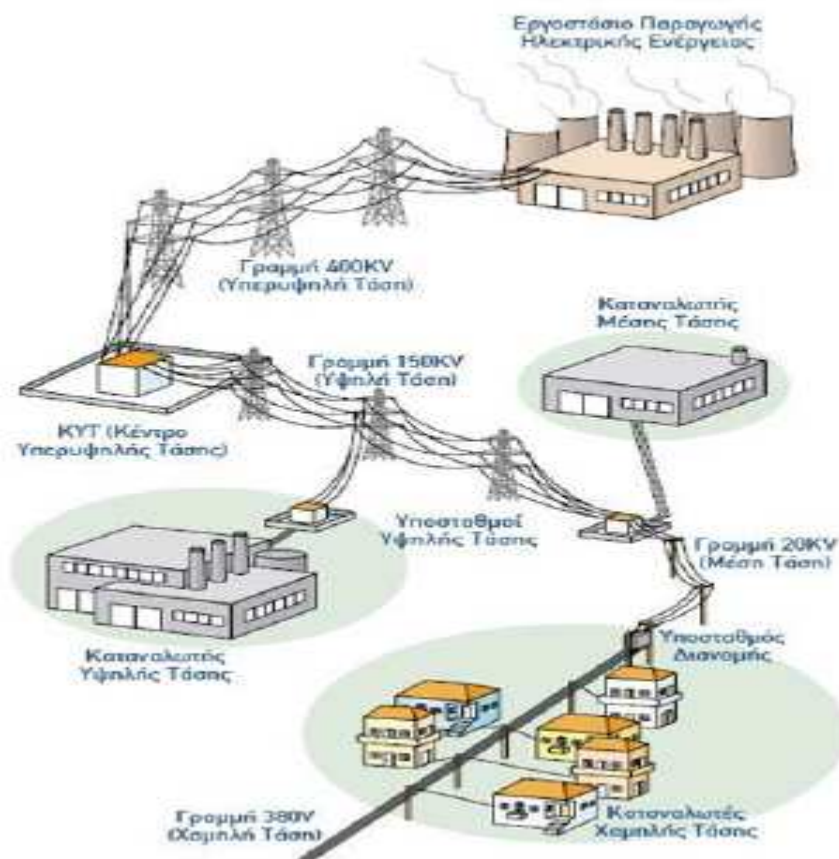 Εργοστάσιο Παραγωγής
Ηλεκτρικής Ενέργειας
Γραμμή 400KV
(Υπερυψηλή Τάση)
Καταναλωτής
Μέσης Τάσης
Γραμμή 150KV
(Υψηλή Τάση)
ΚΥΤ (Κέντρο
Υπερυψηλής Τάσης)
Υποσταθμοί
Υψηλής Τάσης
Γραμμή 20KV
(Μέση Τάση)
Καταναλωτής
Υψηλής Τάσης
Υποσταθμός
Διανομής
Γραμμή 380V
(Χαμηλή Τάση)
Καταναλωτές
Χαμηλής Τάσης